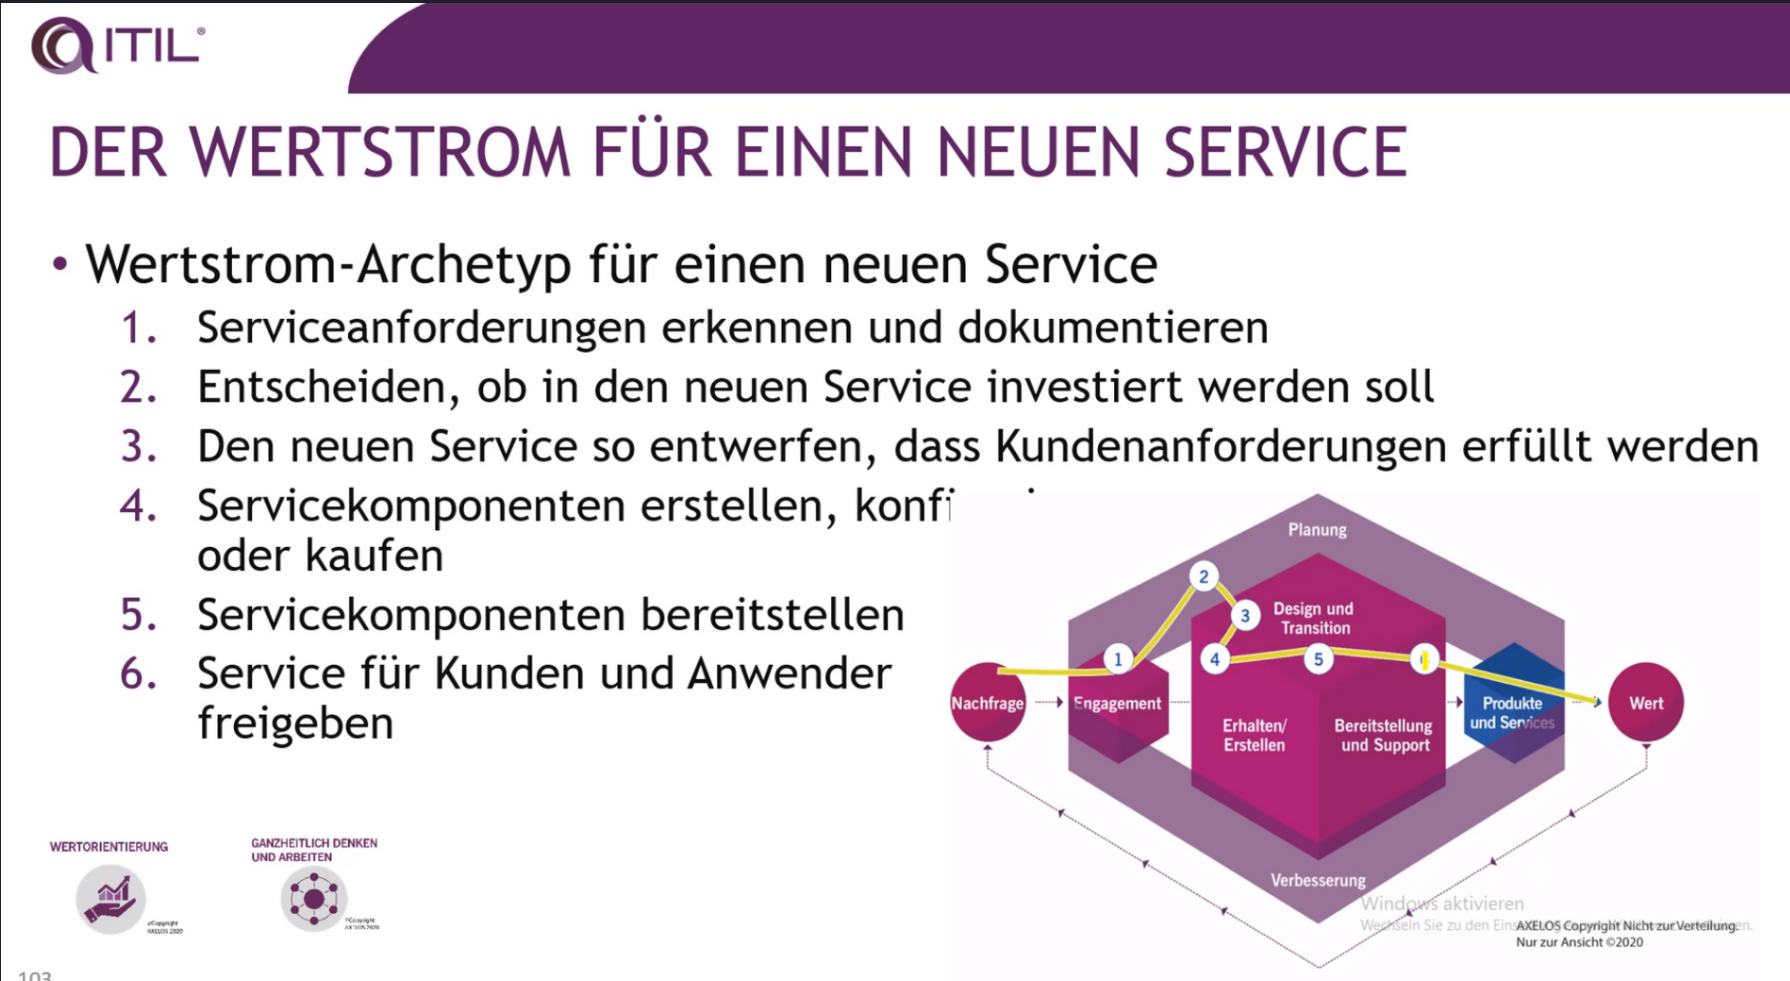 ITIL®
DER WERTSTROM FÜR EINEN NEUEN SERVICE
• Wertstrom-Archetyp für einen neuen Service
1. Serviceanforderungen erkennen und dokumentieren
2. Entscheiden, ob in den neuen Service investiert werden soll
3. Den neuen Service so entwerfen, dass Kundenanforderungen erfüllt werden
4. Servicekomponenten erstellen,
oder kaufen
5. Servicekomponenten bereitstellen
6. Service für Kunden und Anwender
freigeben
Planung
2
3
Design und
Transition
1
4
5
Nachfrage
Engagement
Erhalten/
Erstellen
Bereitstellung
und Support
Produkte
und Services
Wert
Verbesserung
WERTORIENTIERUNG
©Copyright
AXELOS 2020
GANZHEITLICH DENKEN
UND ARBEITEN
©Copyright
AXELOS 2020
Windows aktivieren
Wechseln Sie zu den
AXELOS Copyright Nicht zur Verteilung.
Nur zur Ansicht ©2020
103